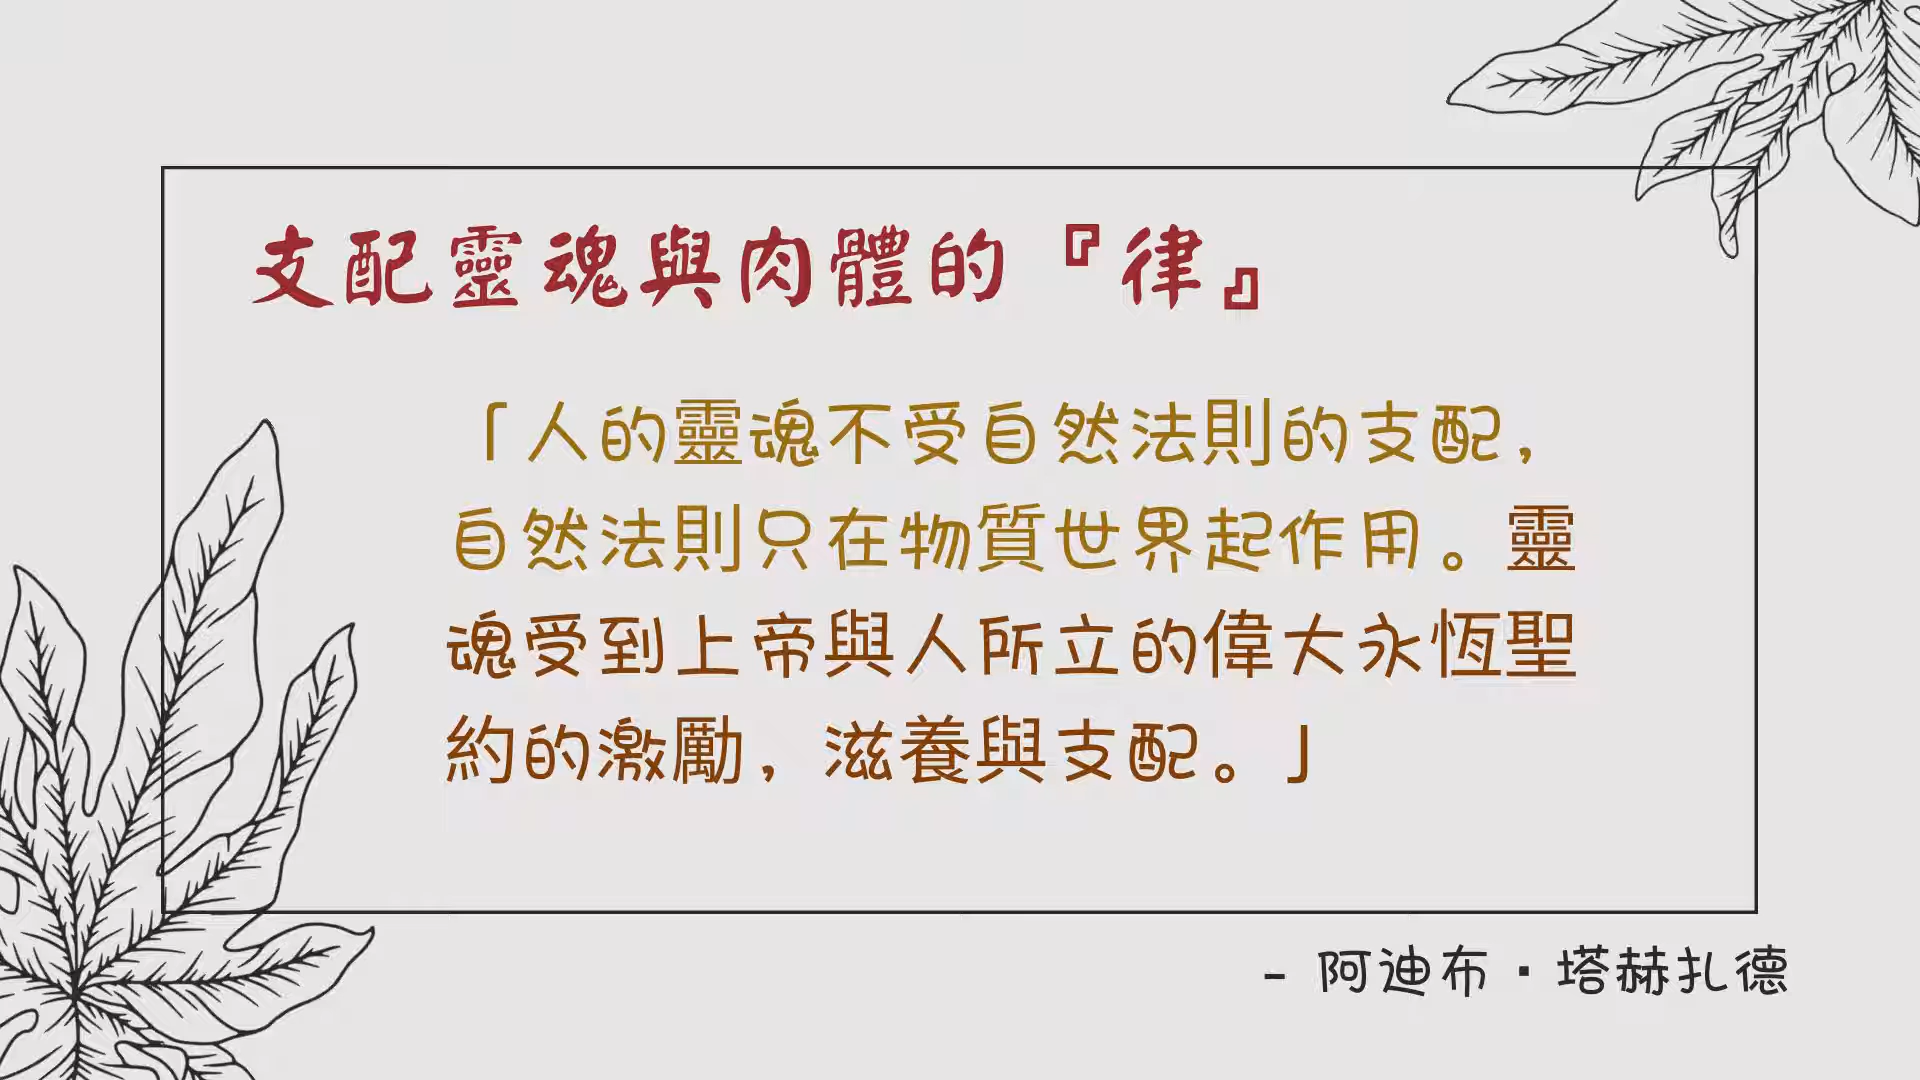 支配靈魂與肉體的『律』
「人的靈魂不受自然法則的支配，
自然法則只在物質世界起作用。靈
魂受到上帝與人所立的偉大永恆聖
約的激勵，滋養與支配。」
- 阿迪布·塔赫扎德